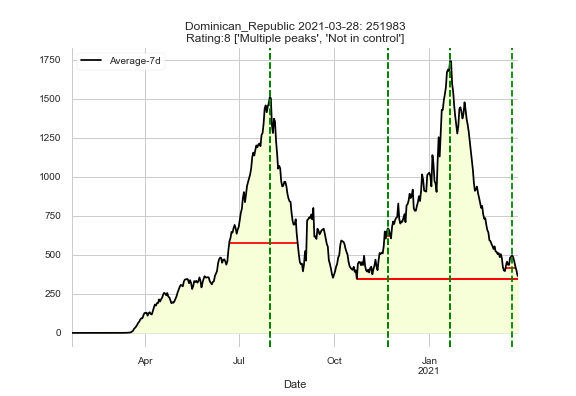 Dominican_Republic 2021-03-28: 251983
Rating:8 ['Multiple peaks', 'Not in control']
Average-7d
1750
1500
1250
1000
750
500
250
0
Apr
Jul
Oct
Jan
2021
Date